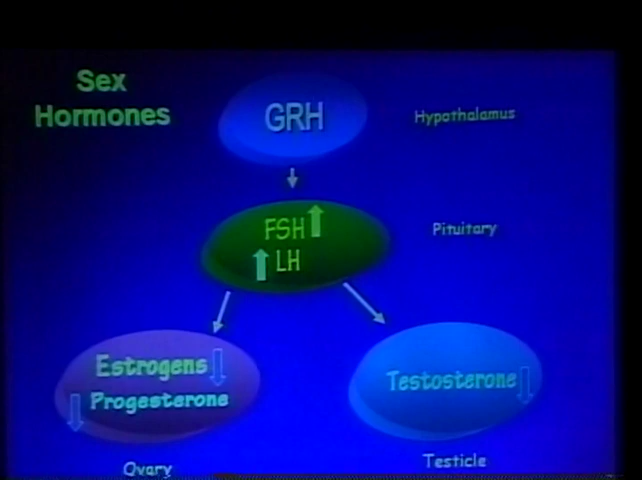 Sex
Hormones
GRH
Hypothalamus
FSH
LH
Pituitary
Estrogens
Progesterone
Testosterone
Ovary
Testicle